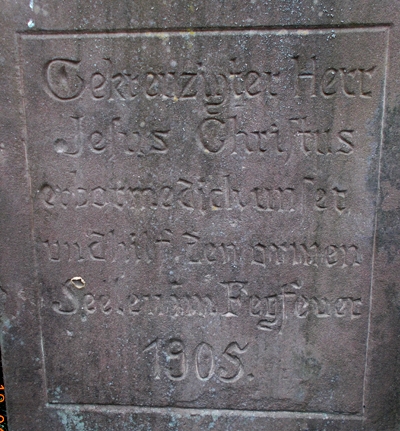 Gekreuzigter Herr
Jesus Christus
erbarme dich unser
und hilf den armen
Seelen im Fegfeuer
1905.